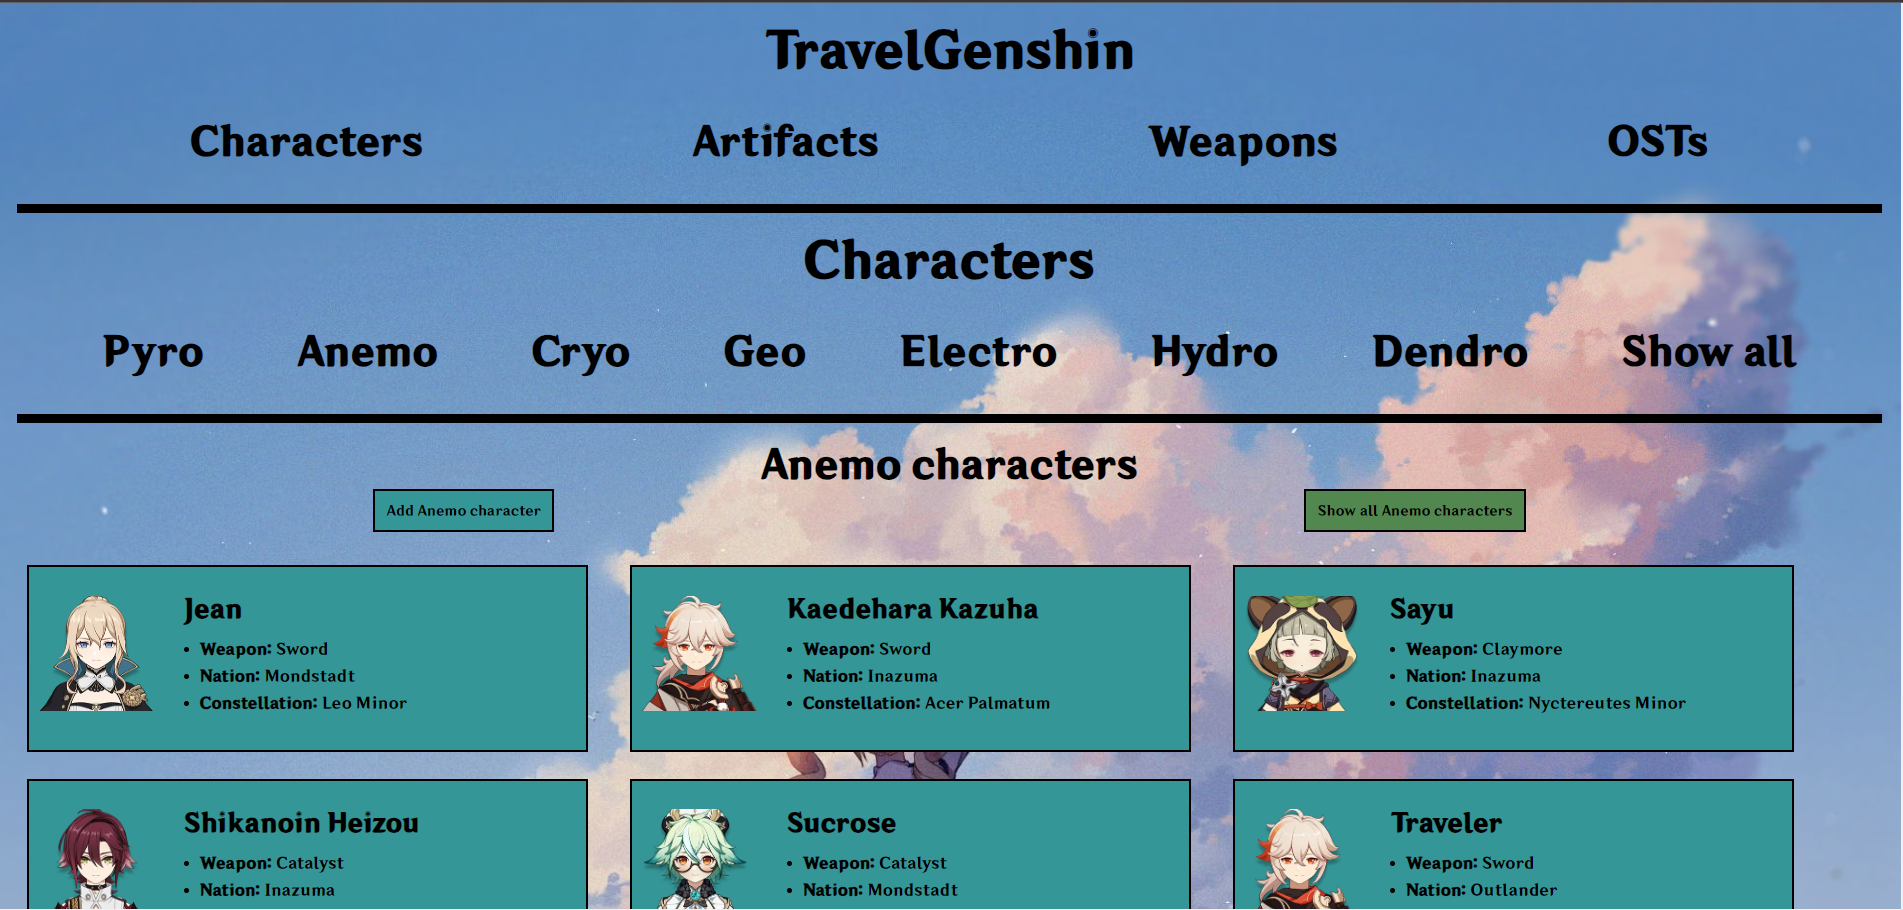 TravelGenshin
Characters Artifacts Weapons OSTs
Characters
Pyro Anemo Cryo Geo Electro Hydro Dendro Show all
Anemo characters
Add Anemo character
Show all Anemo characters
Jean
• Weapon: Sword
• Nation: Mondstadt
• Constellation: Leo Minor
Kaedehara Kazuha
• Weapon: Sword
• Nation: Inazuma
• Constellation: Acer Palmatum
Sayu
• Weapon: Claymore
• Nation: Inazuma
• Constellation: Nyctereutes Minor
Shikanoin Heizou
• Weapon: Catalyst
• Nation: Inazuma
Sucrose
• Weapon: Catalyst
• Nation: Mondstadt
Traveler
• Weapon: Sword
• Nation: Outlander